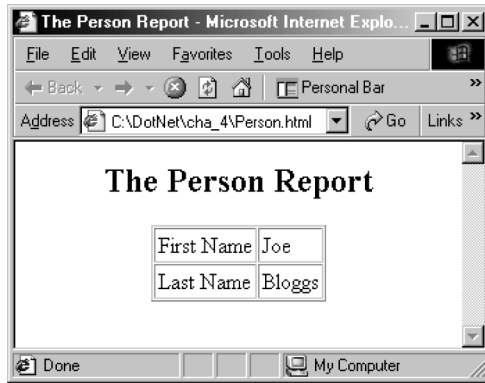 The Person Report - Microsoft Internet Explo...
File Edit View Favorites Tools Help
Back Personal Bar »
Address C:\DotNet\cha_4\Person.html Go Links »
The Person Report
First Name Joe
Last Name Bloggs
Done My Computer